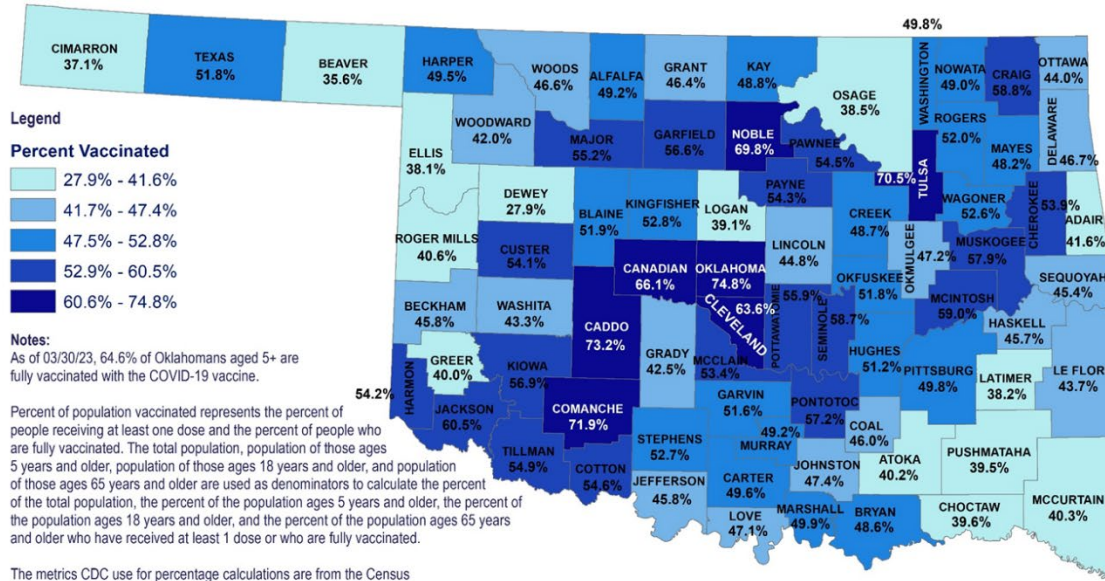 49.8%
CIMARRON
37.1%
TEXAS
51.8%
BEAVER
35.6%
HARPER
49.5%
WOODS
46.6%
ALFALFA
49.2%
GRANT
46.4%
KAY
48.8%
OSAGE
38.5%
WASHINGTON
NOWATA
49.0%
CRAIG
58.8%
OTTAWA
44.0%
WOODWARD
42.0%
MAJOR
55.2%
GARFIELD
56.6%
NOBLE
69.8%
PAWNEE
54.5%
ROGERS
52.0%
MAYES
48.2%
DELAWARE
46.7%
ELLIS
38.1%
DEWEY
27.9%
BLAINE
51.9%
KINGFISHER
52.8%
LOGAN
39.1%
PAYNE
54.3%
70.5%
TULSA
CREEK
48.7%
WAGONER
52.6%
CHEROKEE
53.9%
ADAIR
41.6%
ROGER MILLS
40.6%
CUSTER
54.1%
CANADIAN
66.1%
OKLAHOMA
74.8%
LINCOLN
44.8%
OKMULGEE
47.2%
MUSKOGEE
57.9%
SEQUOYAH
45.4%
BECKHAM
45.8%
WASHITA
43.3%
CADDO
73.2%
GRADY
42.5%
CLEVELAND
63.6%
POTTAWATOMIE
55.9%
SEMINOLE
58.7%
OKFUSKEE
51.8%
MCINTOSH
59.0%
HASKELL
45.7%
LE FLOR
43.7%
GREER
40.0%
KIOWA
56.9%
MCCLAIN
53.4%
HUGHES
51.2%
PITTSBURG
49.8%
LATIMER
38.2%
54.2%
HARMON
JACKSON
60.5%
COMANCHE
71.9%
GARVIN
51.6%
PONTOTOC
57.2%
COAL
46.0%
TILLMAN
54.9%
COTTON
54.6%
STEPHENS
52.7%
49.2%
MURRAY
JOHNSTON
47.4%
ATOKA
40.2%
PUSHMATAHA
39.5%
JEFFERSON
45.8%
CARTER
49.6%
LOVE
47.1%
MARSHALL
49.9%
BRYAN
48.6%
CHOCTAW
39.6%
MCCURTAIN
40.3%
Legend
Percent Vaccinated
27.9% - 41.6%
41.7% - 47.4%
47.5% - 52.8%
52.9% - 60.5%
60.6% - 74.8%
Notes:
As of 03/30/23, 64.6% of Oklahomans aged 5+ are
fully vaccinated with the COVID-19 vaccine.
Percent of population vaccinated represents the percent of
people receiving at least one dose and the percent of people who
are fully vaccinated. The total population, population of those ages
5 years and older, population of those ages 18 years and older, and population
of those ages 65 years and older are used as denominators to calculate the percent
of the total population, the percent of the population ages 5 years and older, the percent of
the population ages 18 years and older, and the percent of the population ages 65 years
and older who have received at least 1 dose or who are fully vaccinated.
The metrics CDC use for percentage calculations are from the Census